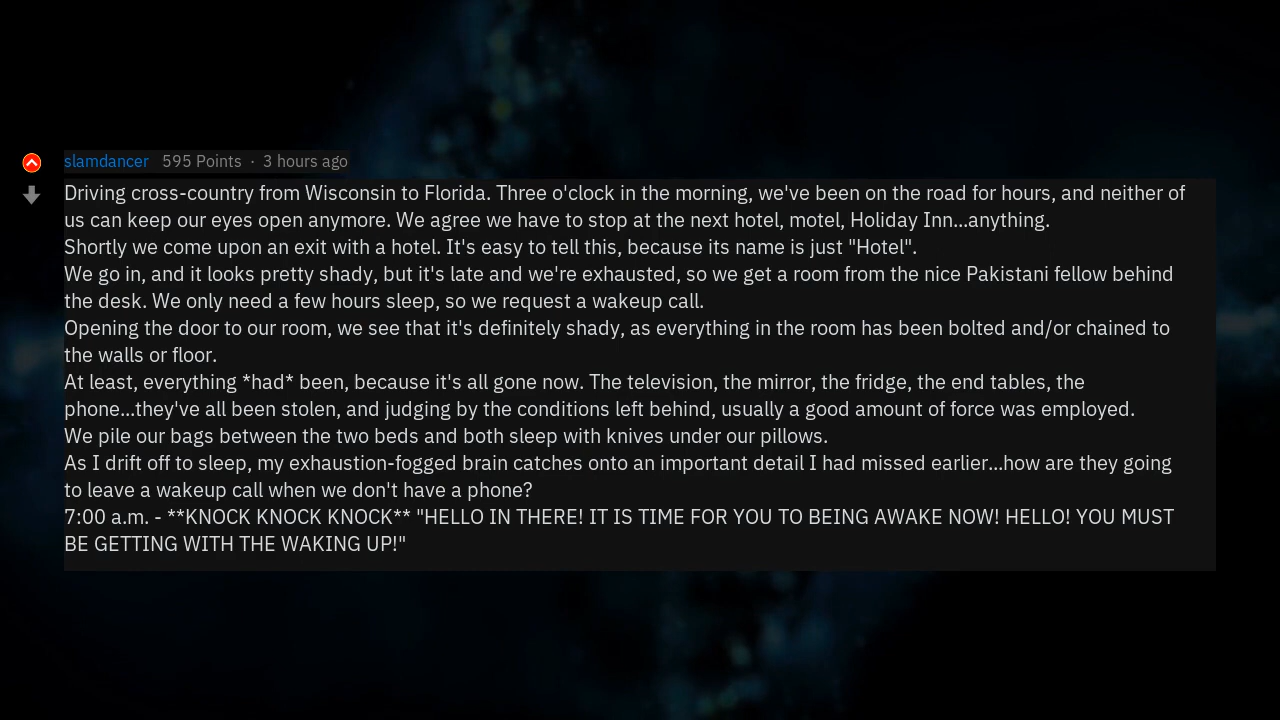 slamdancer 595 Points · 3 hours ago
Driving cross-country from Wisconsin to Florida. Three o'clock in the morning, we've been on the road for hours, and neither of
us can keep our eyes open anymore. We agree we have to stop at the next hotel, motel, Holiday Inn...anything.
Shortly we come upon an exit with a hotel. It's easy to tell this, because its name is just "Hotel".
We go in, and it looks pretty shady, but it's late and we're exhausted, so we get a room from the nice Pakistani fellow behind
the desk. We only need a few hours sleep, so we request a wakeup call.
Opening the door to our room, we see that it's definitely shady, as everything in the room has been bolted and/or chained to
the walls or floor.
At least, everything *had* been, because it's all gone now. The television, the mirror, the fridge, the end tables, the
phone...they've all been stolen, and judging by the conditions left behind, usually a good amount of force was employed.
We pile our bags between the two beds and both sleep with knives under our pillows.
As I drift off to sleep, my exhaustion-fogged brain catches onto an important detail I had missed earlier...how are they going
to leave a wakeup call when we don't have a phone?
7:00 a.m. - **KNOCK KNOCK KNOCK** "HELLO IN THERE! IT IS TIME FOR YOU TO BEING AWAKE NOW! HELLO! YOU MUST
BE GETTING WITH THE WAKING UP!"